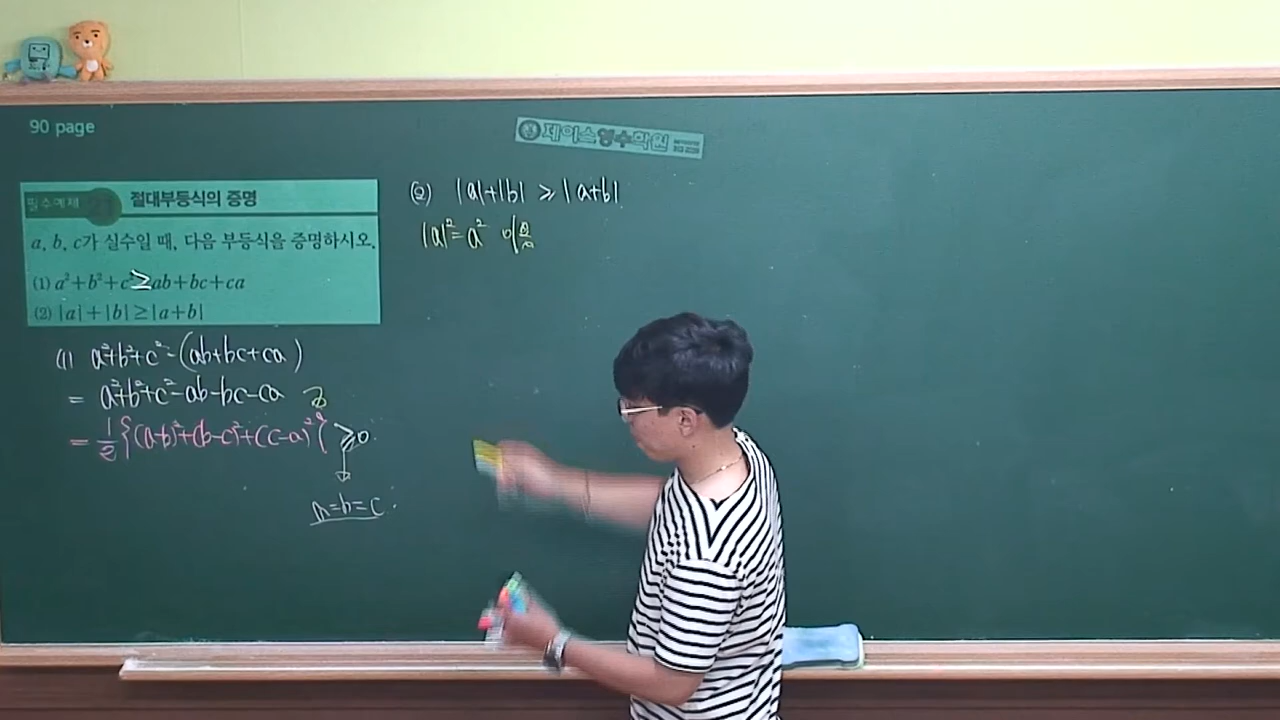 90 page
제이스영수학원
필수예제 21 절대부등식의 증명
a, b, c가 실수일 때, 다음 부등식을 증명하시오.
(1) a²+b²+c²≥ab+bc+ca
(2) |a|+|b|≥|a+b|
(1) a²+b²+c²-(ab+bc+ca)
= a²+b²+c²-ab-bc-ca
= 1/2{(a-b)²+(b-c)²+(c-a)²} ≥0.
a=b=c.
(2) |a|+|b| ≥ |a+b|.
|a|²=a² 이용